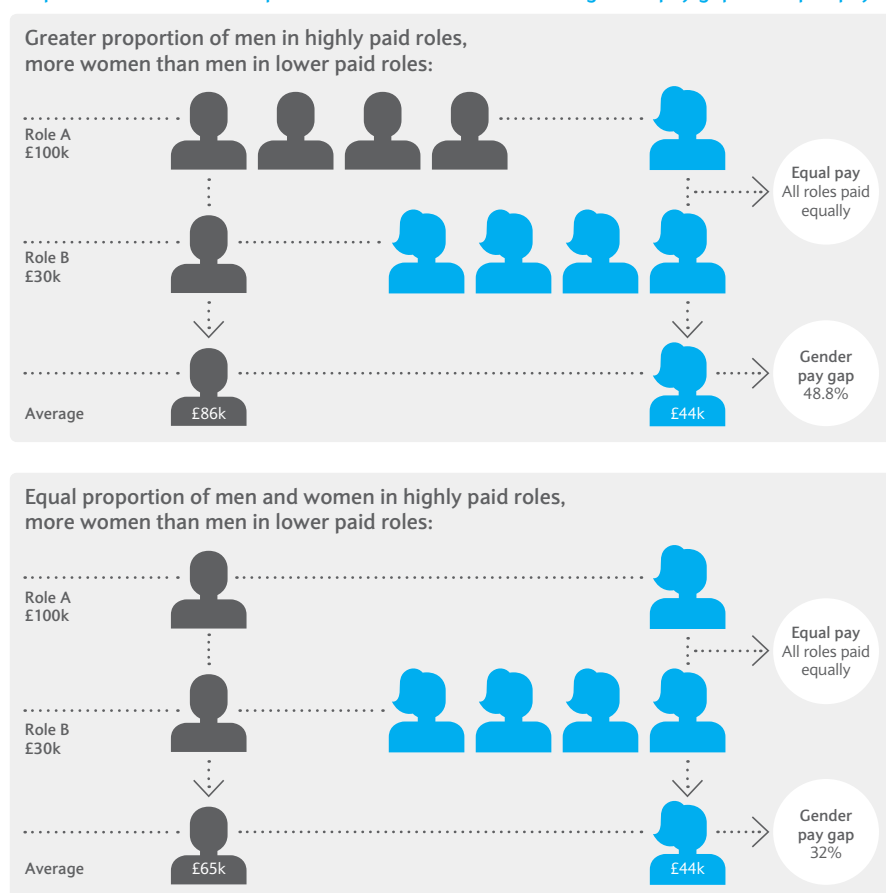 Greater proportion of men in highly paid roles,
more women than men in lower paid roles:
Role A
£100k
Equal pay
All roles paid
equally
Role B
£30k
Gender
pay gap
48.8%
Average
£86k
£44k
Equal proportion of men and women in highly paid roles,
more women than men in lower paid roles:
Role A
£100k
Equal pay
All roles paid
equally
Role B
£30k
Gender
pay gap
32%
Average
£65k
£44k